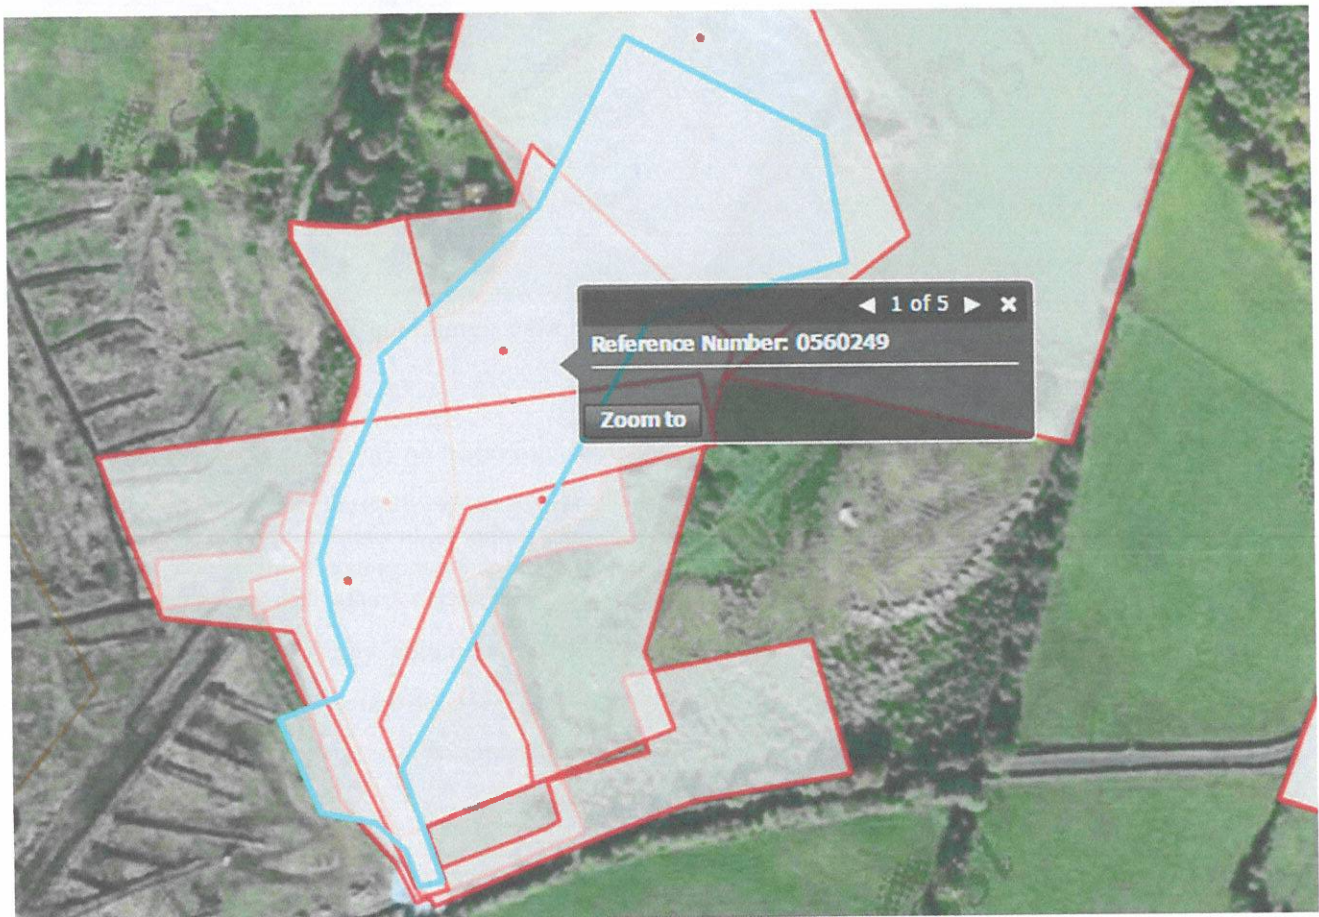 ◀ 1 of 5 ▶ ✖
Reference Number: 0560249
Zoom to